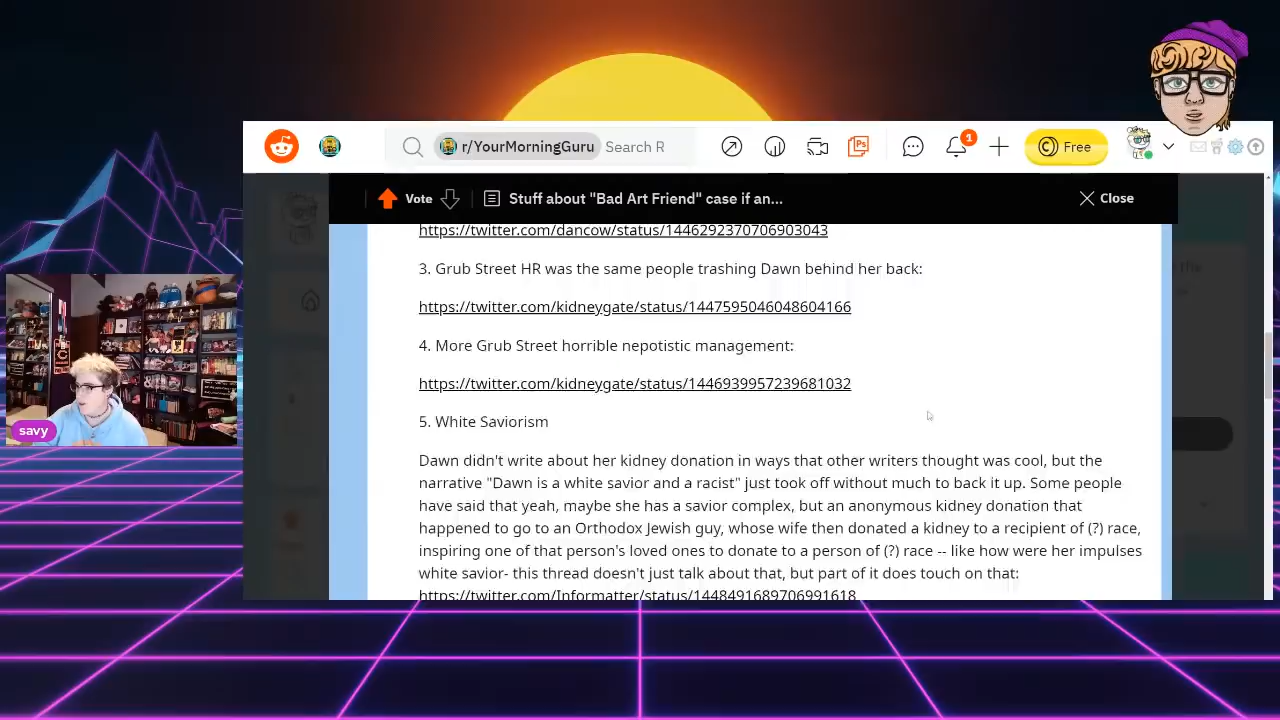 r/YourMorningGuru Search R
1
Free
Vote
Stuff about "Bad Art Friend" case if an...
Close
https://twitter.com/dancow/status/1446292370706903043
3. Grub Street HR was the same people trashing Dawn behind her back:
https://twitter.com/kidneygate/status/1447595046048604166
4. More Grub Street horrible nepotistic management:
https://twitter.com/kidneygate/status/1446939957239681032
5. White Saviorism
Dawn didn't write about her kidney donation in ways that other writers thought was cool, but the
narrative "Dawn is a white savior and a racist" just took off without much to back it up. Some people
have said that yeah, maybe she has a savior complex, but an anonymous kidney donation that
happened to go to an Orthodox Jewish guy, whose wife then donated a kidney to a recipient of (?) race,
inspiring one of that person's loved ones to donate to a person of (?) race -- like how were her impulses
white savior- this thread doesn't just talk about that, but part of it does touch on that:
https://twitter.com/Informatter/status/1448491689706991618
savy